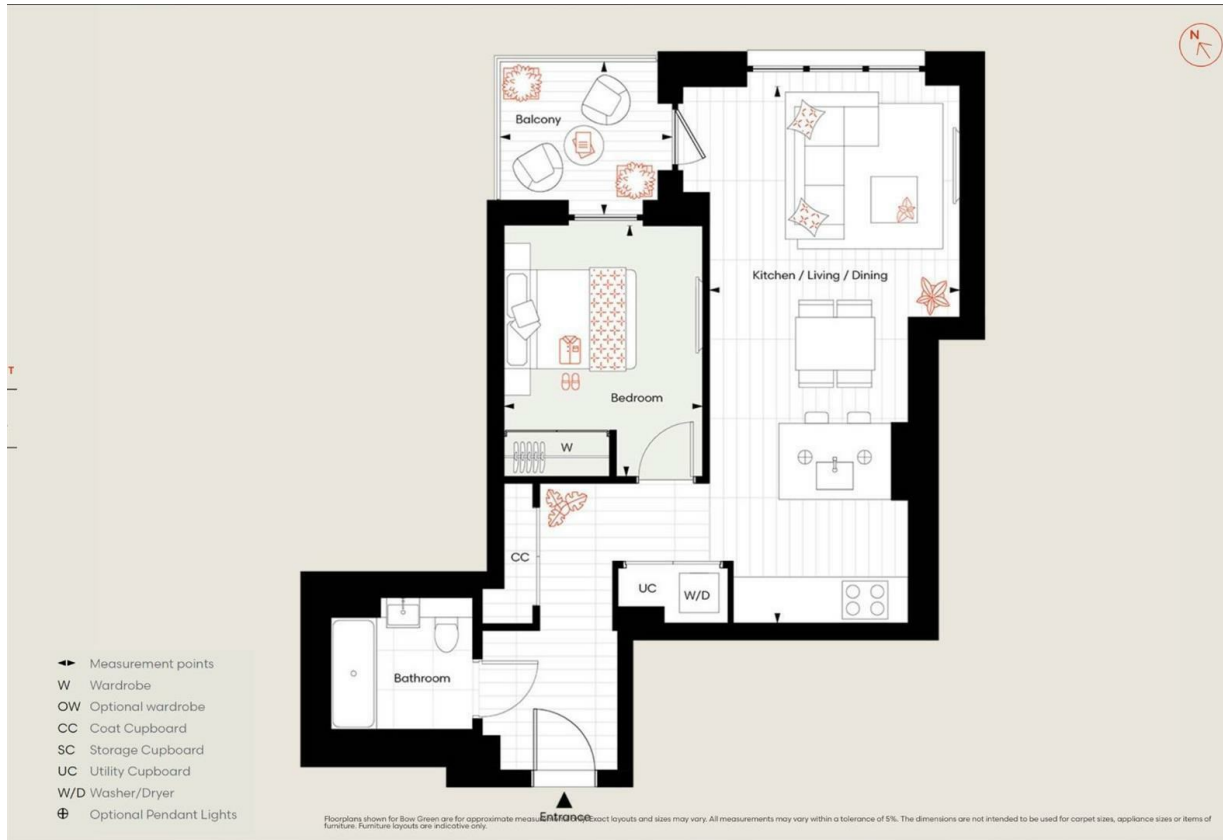 N
Balcony
Kitchen / Living / Dining
T
Bedroom
W
CC
UC
W/D
Bathroom
Measurement points
W Wardrobe
OW Optional wardrobe
CC Coat Cupboard
SC Storage Cupboard
UC Utility Cupboard
W/D Washer/Dryer
Optional Pendant Lights
Entrance
Floorplans shown for Bow Green are for approximate only. Exact layouts and sizes may vary. All measurements may vary within a tolerance of 5%. The dimensions are not intended to be used for carpet sizes, appliance sizes or items of
furniture. Furniture layouts are indicative only.